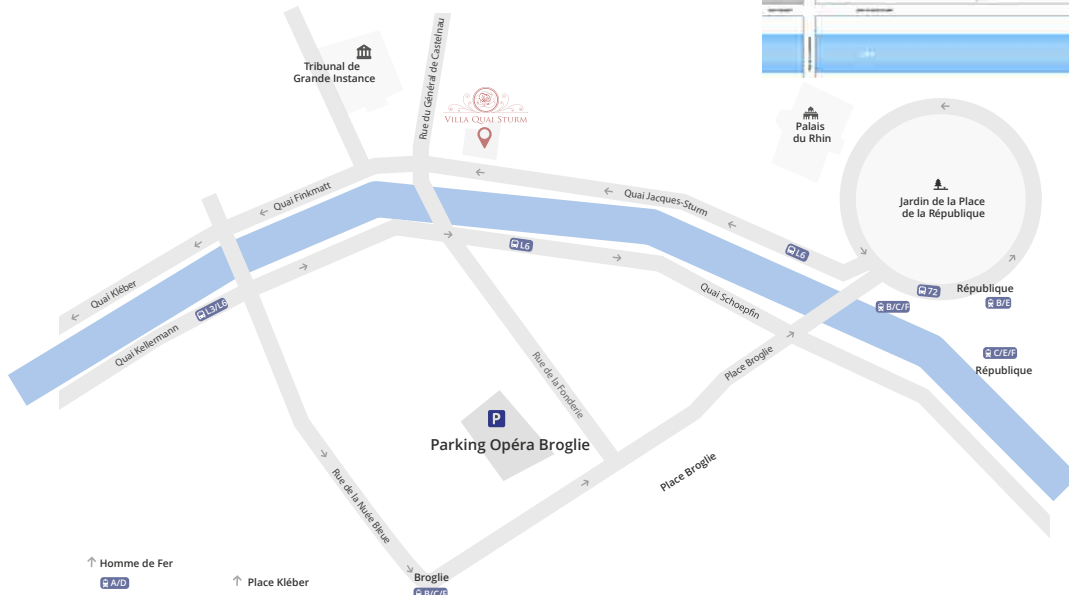 Tribunal de
Grande Instance
Rue du Général de Castelnau
VILLA QUAI STURM
Palais
du Rhin
Jardin de la Place
de la République
Quai Finkmatt
Quai Jacques-Sturm
L6
L6
Quai Kléber
L3/L6
Quai Kellermann
Quai Schoepfin
72
République
B/E
B/C/F
C/E/F
République
Place Broglie
Rue de la Fonderie
P
Parking Opéra Broglie
Place Broglie
Rue de la Nuée Bleue
Homme de Fer
A/D
Place Kléber
Broglie
B/C/F